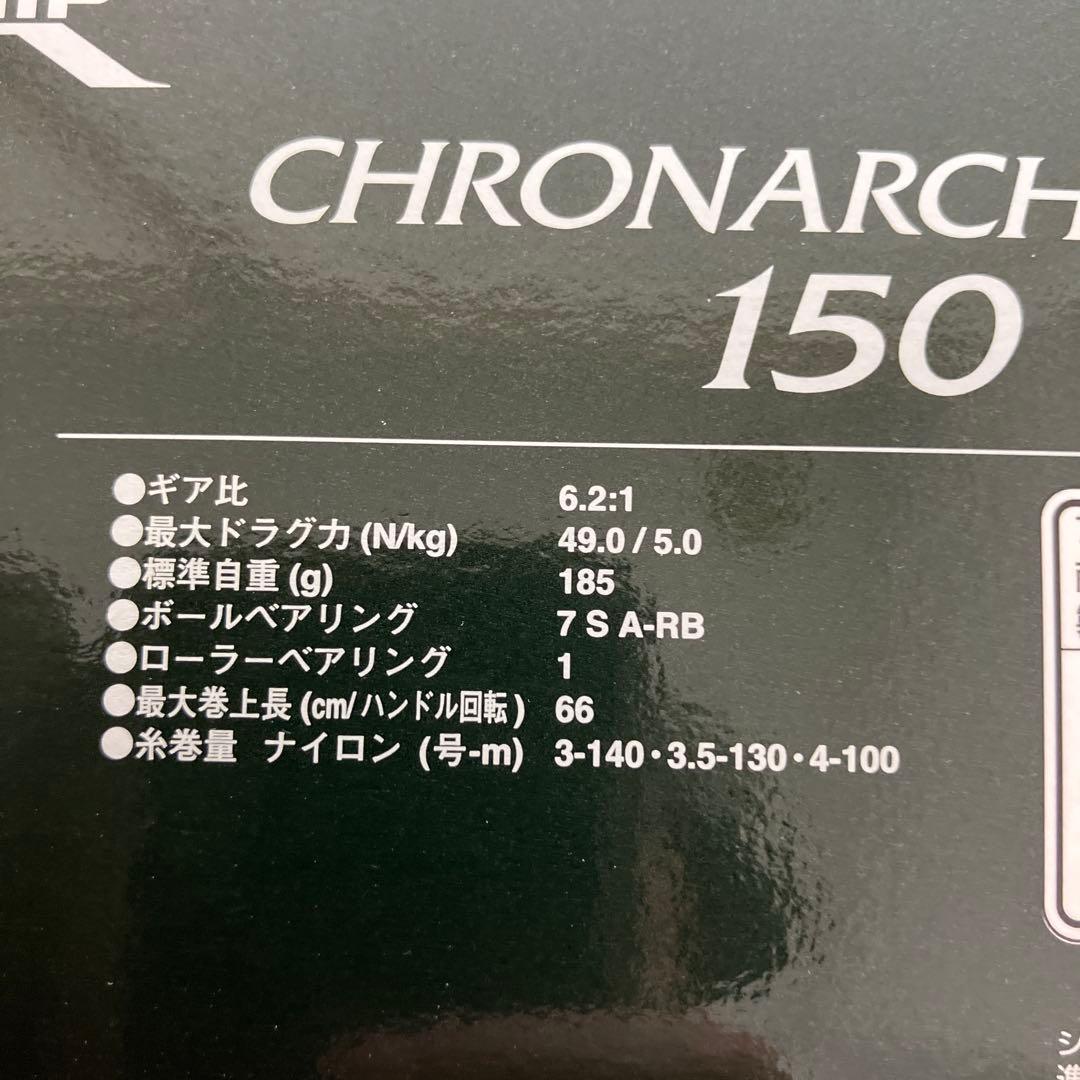 CHRONARCH
150
●ギア比 6.2:1
●最大ドラグ力 (N/kg) 49.0 / 5.0
●標準自重 (g) 185
●ボールベアリング 7 S A-RB
●ローラーベアリング 1
●最大巻上長 (cm/ハンドル回転) 66
●糸巻量 ナイロン (号-m) 3-140・3.5-130・4-100